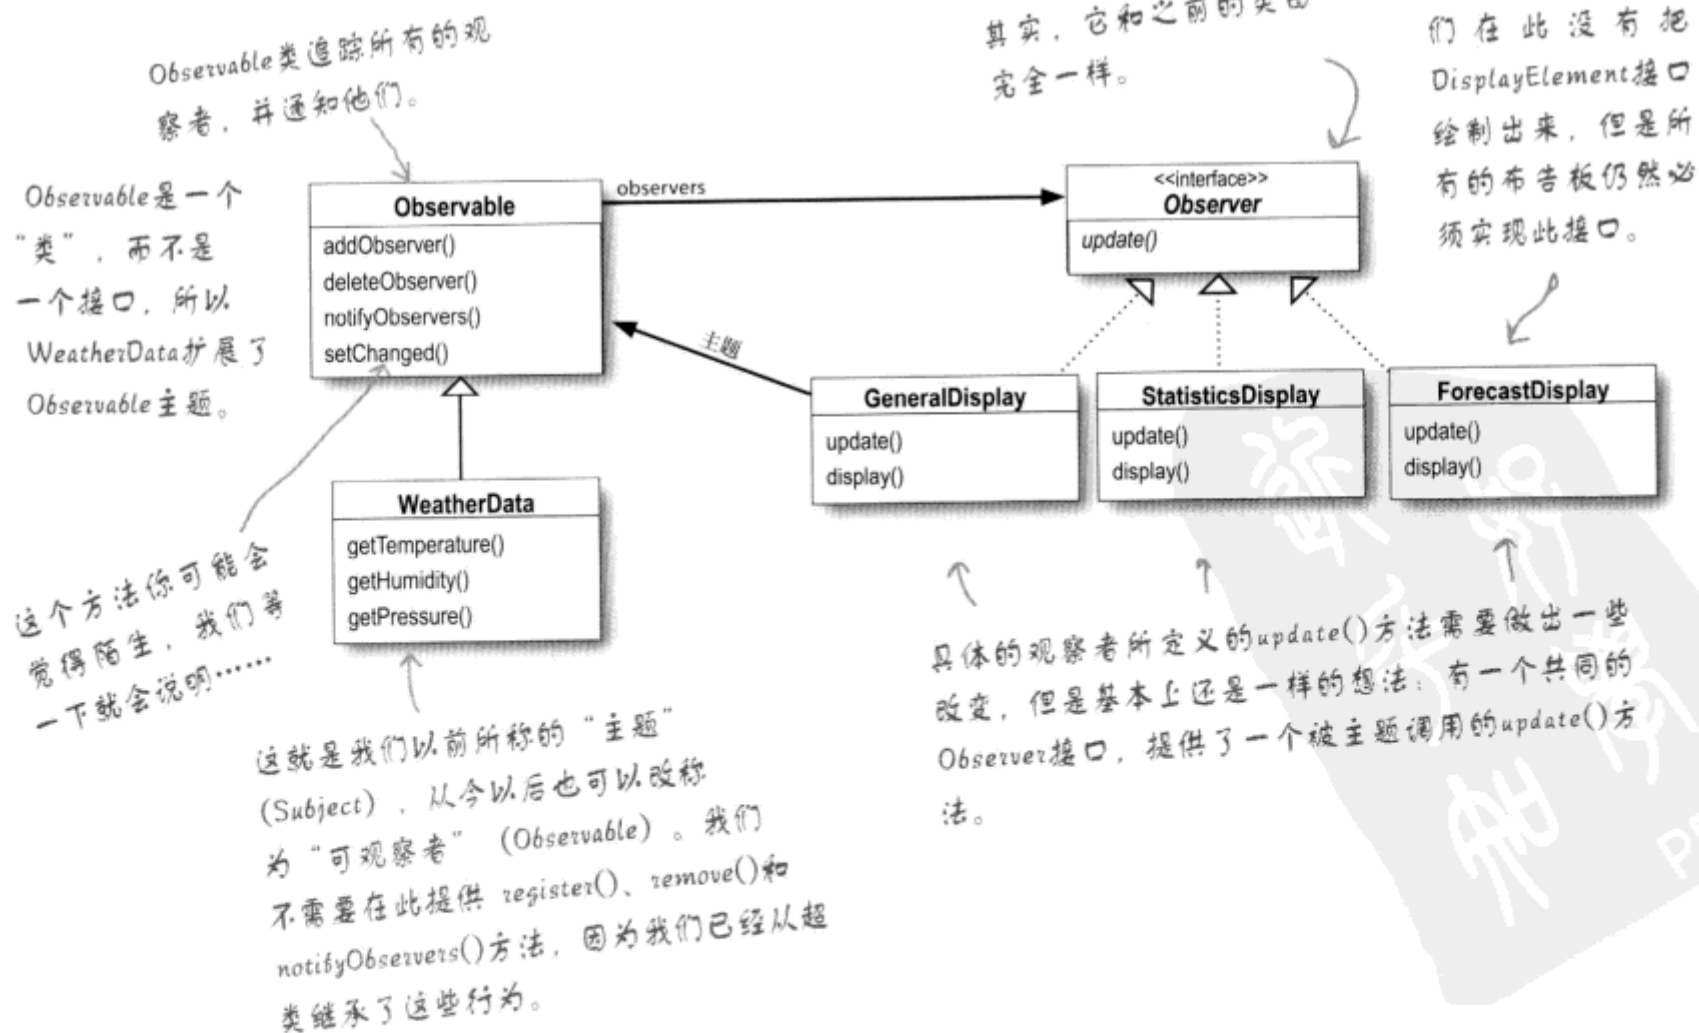 Observable类追踪所有的观
察者，并通知他们。
其实，它和之前的类
完全一样。
们在此没有把
DisplayElement接口
绘制出来，但是所
有的布告板仍然必
须实现此接口。
Observable是一个
“类”，而不是
一个接口，所以
WeatherData扩展了
Observable主题。
Observable
addObserver()
deleteObserver()
notifyObservers()
setChanged()
observers
<<interface>>
Observer
update()
主题
GeneralDisplay
update()
display()
StatisticsDisplay
update()
display()
ForecastDisplay
update()
display()
WeatherData
getTemperature()
getHumidity()
getPressure()
这个方法你可能会
觉得陌生，我们等
一下就会说明……
这就是我们以前所称的“主题”
(Subject)，从今以后也可以改称
为“可观察者”（Observable）。我们
不需要在此提供 register()、remove()和
notifyObservers()方法，因为我们已经从超
类继承了这些行为。
具体的观察者所定义的update()方法需要做出一些
改变，但是基本上还是一样的想法：有一个共同的
Observer接口，提供了一个被主题调用的update()方
法。